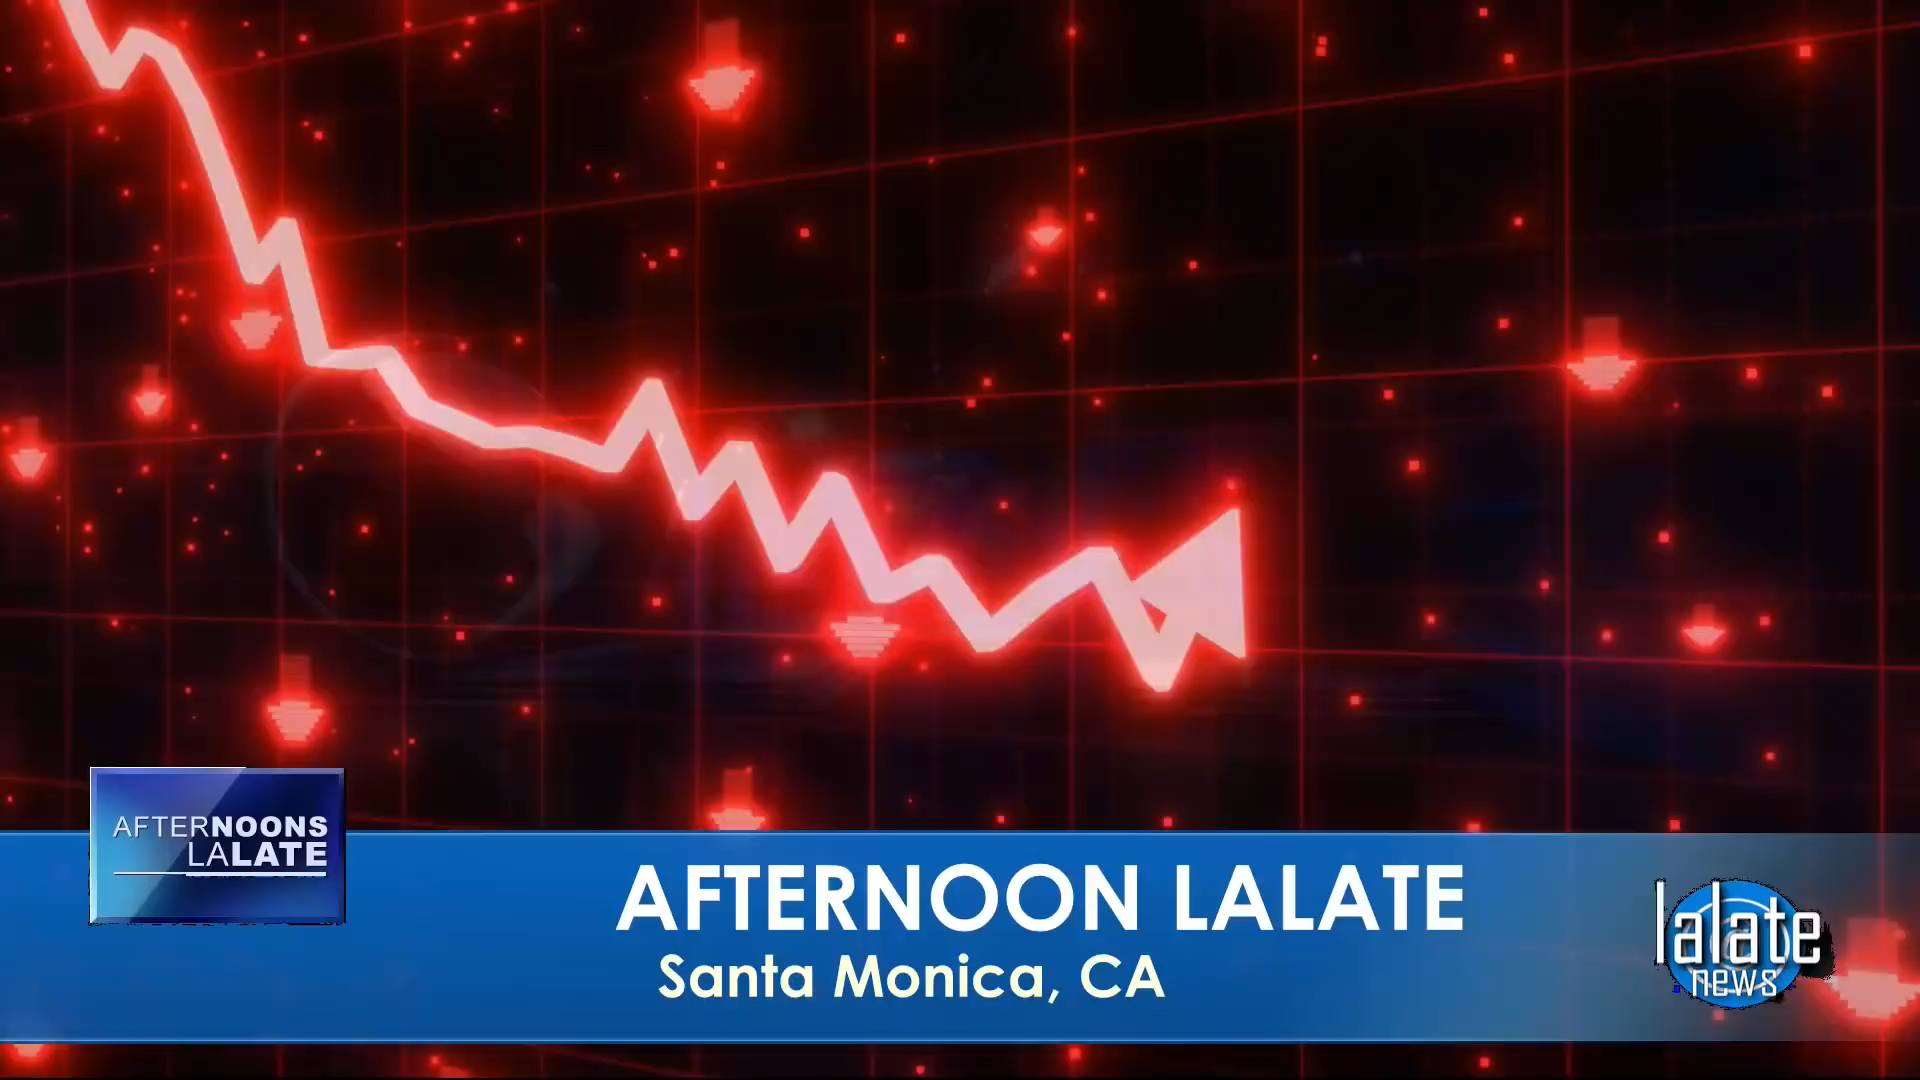 AFTERNOONS
LALATE
AFTERNOON LALATE
Santa Monica, CA
lalate
news